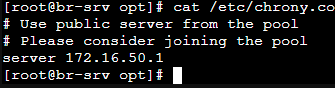 [root@br-srv opt]# cat /etc/chrony.co
# Use public server from the pool
# Please consider joining the pool
server 172.16.50.1
[root@br-srv opt]#